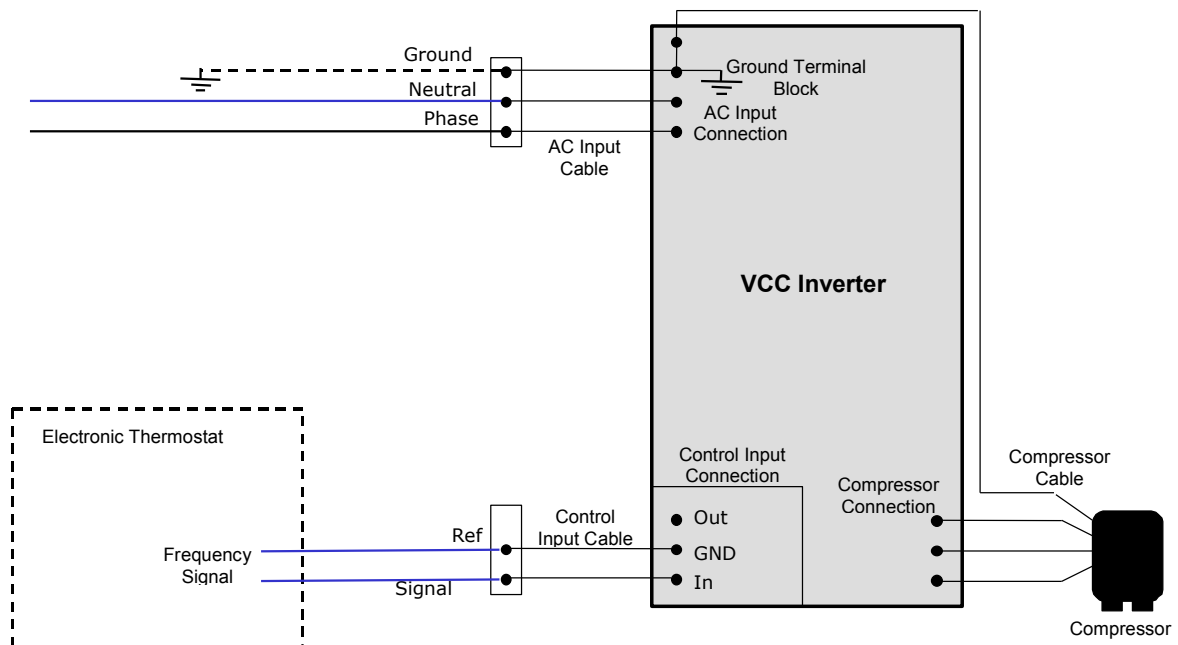 Ground
Neutral
Phase
AC Input
Cable
Ground Terminal
Block
AC Input
Connection
VCC Inverter
Electronic Thermostat
Frequency
Signal
Ref
Signal
Control
Input Cable
Control Input
Connection
Out
GND
In
Compressor
Connection
Compressor
Cable
Compressor